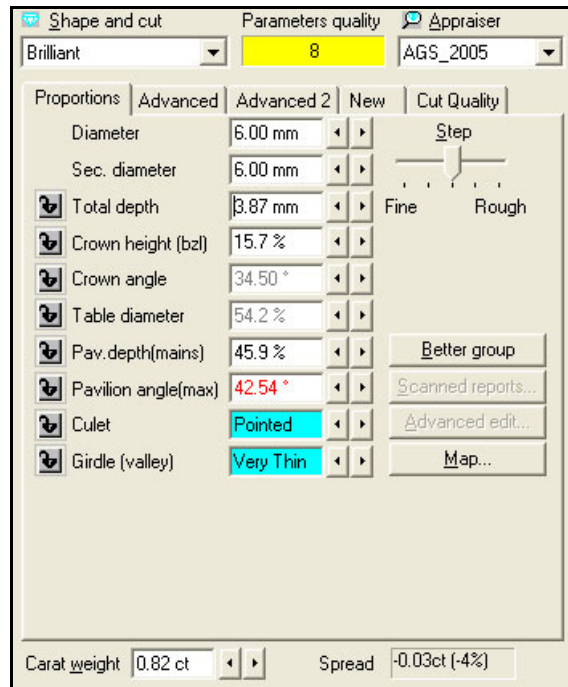 Shape and cut Parameters quality Appraiser
Brilliant 8 AGS_2005
Proportions Advanced Advanced 2 New Cut Quality
Diameter 6.00 mm Step
Sec. diameter 6.00 mm
Total depth 3.87 mm Fine Rough
Crown height (bzl) 15.7 %
Crown angle 34.50 °
Table diameter 54.2 %
Pav.depth(mains) 45.9 % Better group
Pavilion angle(max) 42.54 ° Scanned reports...
Culet Pointed Advanced edit...
Girdle (valley) Very Thin Map...
Carat weight 0.82 ct Spread -0.03ct (-4%)